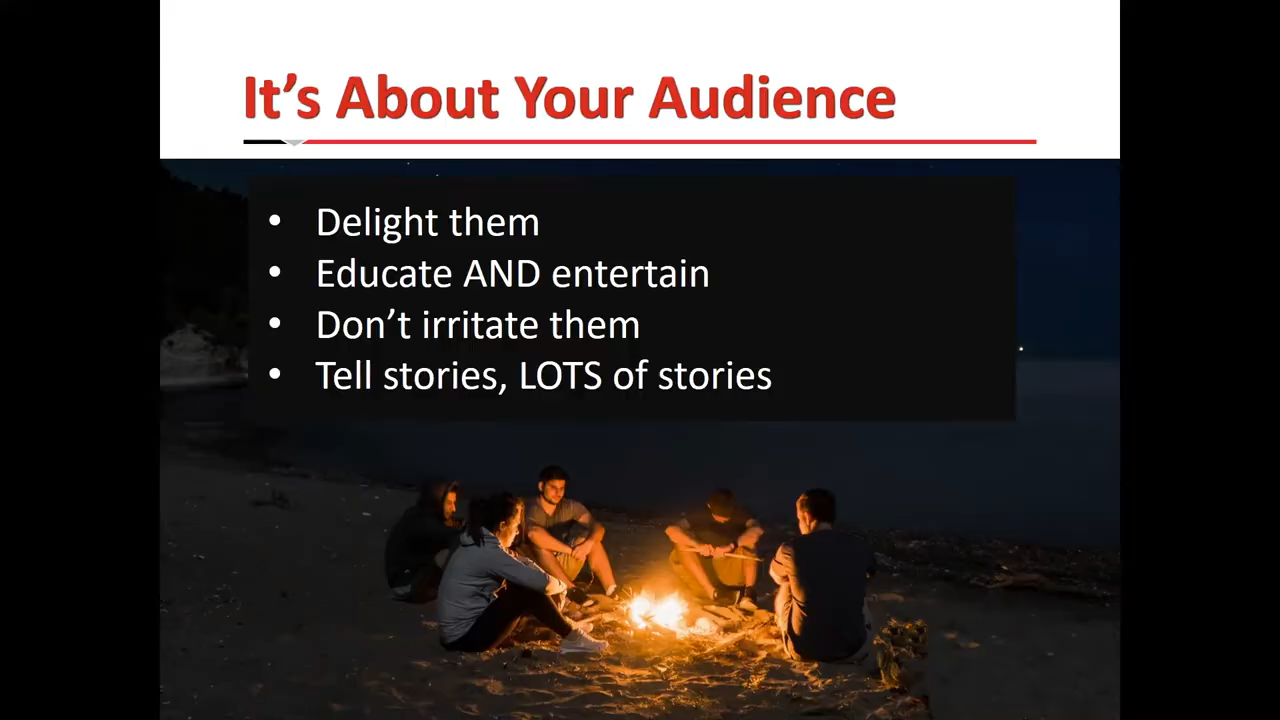 It’s About Your Audience
• Delight them
• Educate AND entertain
• Don’t irritate them
• Tell stories, LOTS of stories